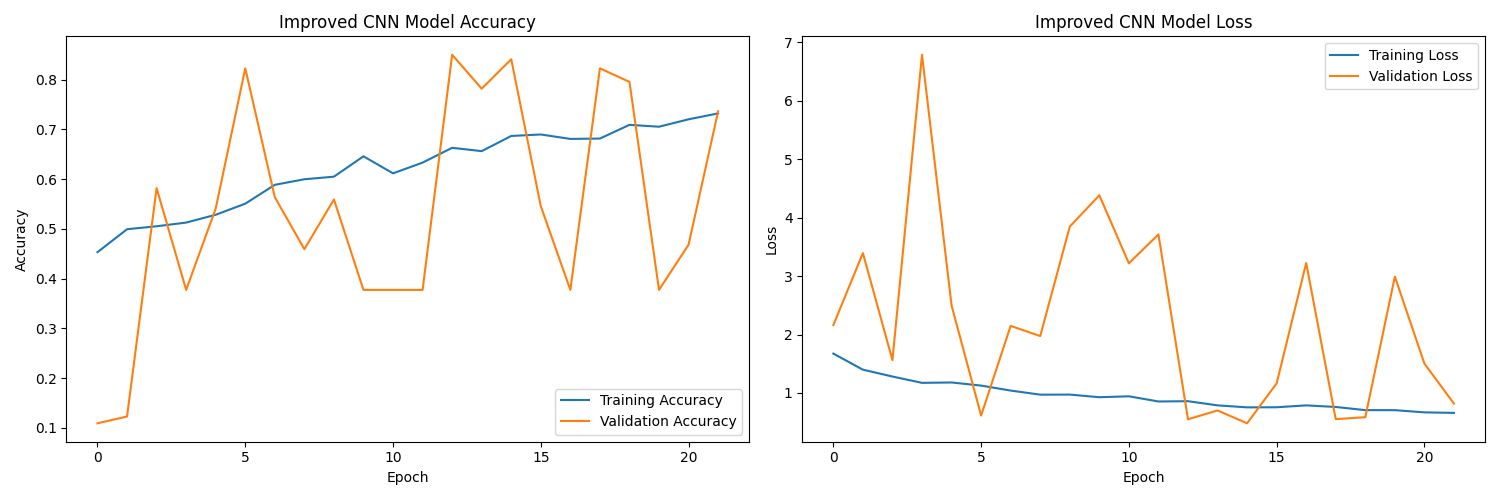 Improved CNN Model Accuracy
Accuracy
0.8
0.7
0.6
0.5
0.4
0.3
0.2
0.1
Training Accuracy
Validation Accuracy
0 5 10 15 20
Epoch
Improved CNN Model Loss
Loss
7
6
5
4
3
2
1
Training Loss
Validation Loss
0 5 10 15 20
Epoch